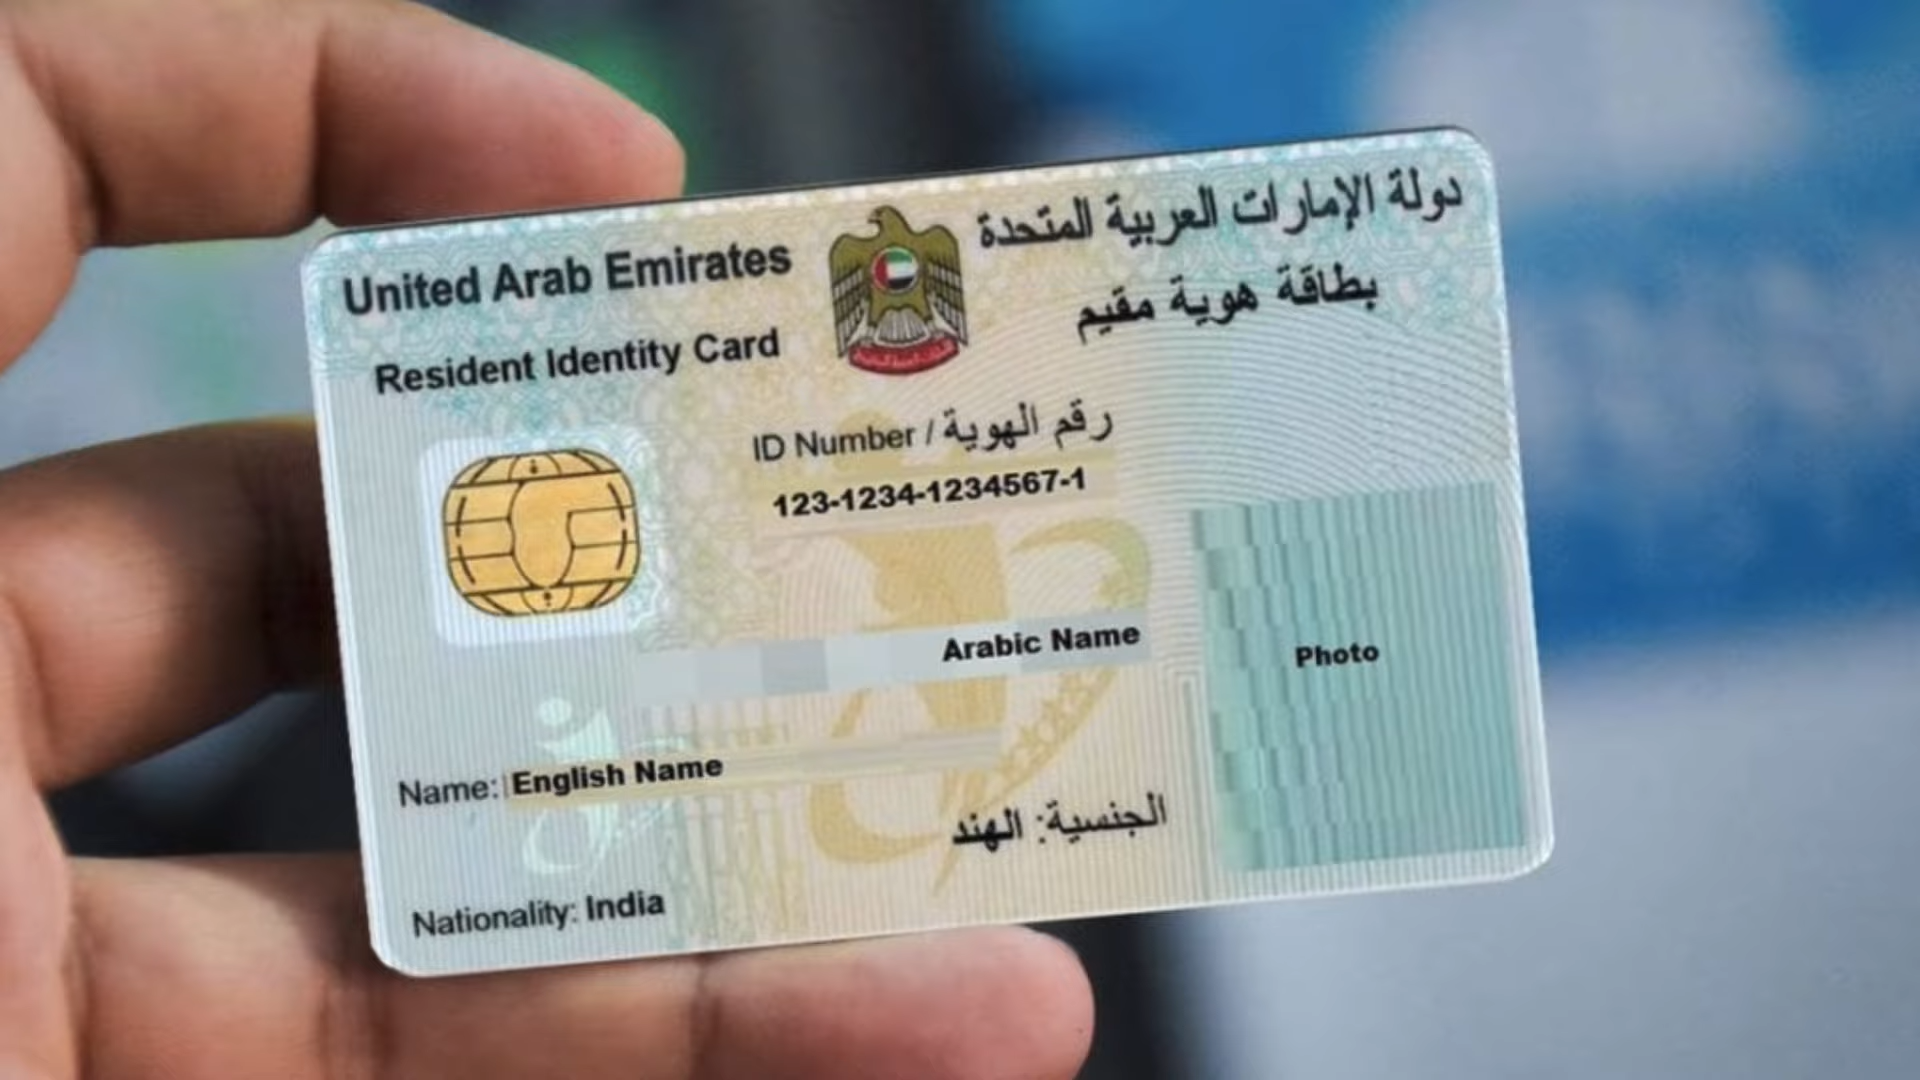 United Arab Emirates
دولة الإمارات العربية المتحدة
Resident Identity Card
بطاقة هوية مقيم
ID Number / رقم الهوية
123-1234-1234567-1
Arabic Name
Photo
Name: English Name
الجنسية: الهند
Nationality: India